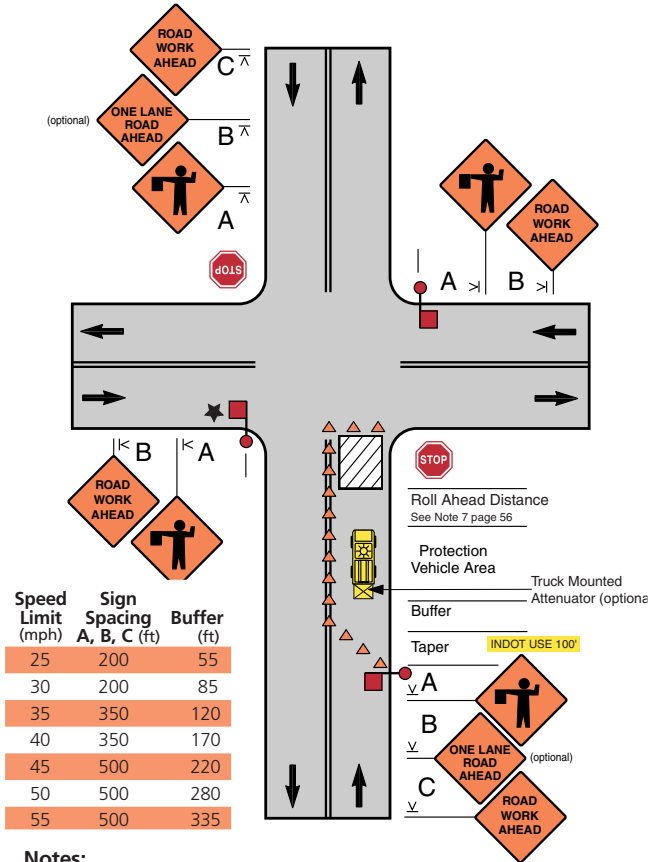 ROAD
WORK
AHEAD
C
(optional)
ONE LANE
ROAD
AHEAD
B
A
STOP
A
B
ROAD
WORK
AHEAD
B
A
ROAD
WORK
AHEAD
STOP
Roll Ahead Distance
See Note 7 page 56
Protection
Vehicle Area
Truck Mounted
Attenuator (optiona
Buffer
Taper
INDOT USE 100'
A
B
ONE LANE
ROAD
AHEAD
(optional)
C
ROAD
WORK
AHEAD
Speed Limit (mph) Sign Spacing A, B, C (ft) Buffer (ft)
25 200 55
30 200 85
35 350 120
40 350 170
45 500 220
50 500 280
55 500 335
Notes: